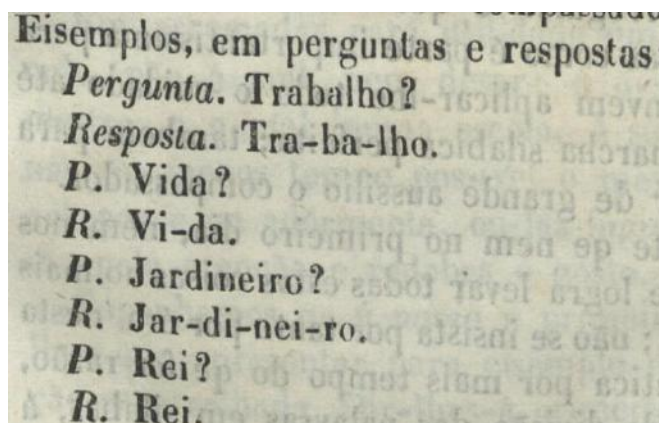 Eisemplos, em perguntas e respostas
Pergunta. Trabalho?
Resposta. Tra-ba-lho.
P. Vida?
R. Vi-da.
P. Jardineiro?
R. Jar-di-nei-ro.
P. Rei?
R. Rei.